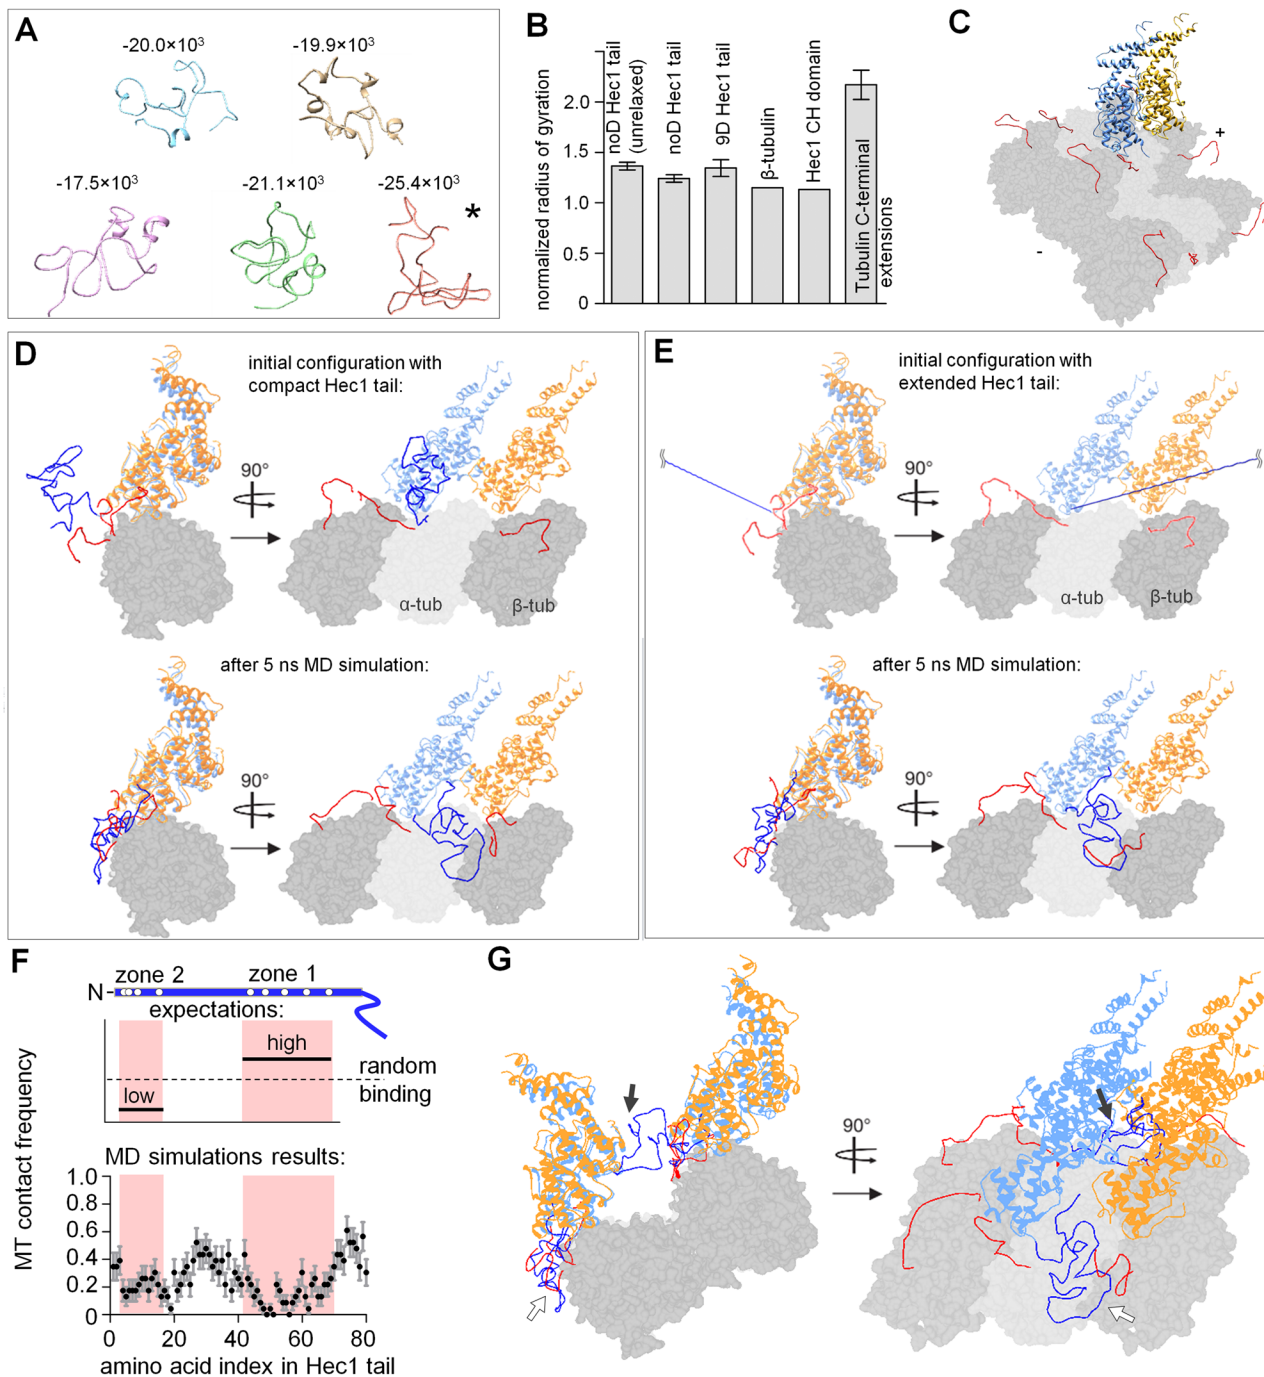 A
-20.0×10³
-19.9×10³
-17.5×10³
-21.1×10³
-25.4×10³
*
B
normalized radius of gyration
2.0
1.5
1.0
0.5
0
noD Hec1 tail
(unrelaxed)
noD Hec1 tail
9D Hec1 tail
β-tubulin
Hec1 CH domain
Tubulin C-terminal
extensions
C
+
-
D
initial configuration with
compact Hec1 tail:
90°
α-tub
β-tub
after 5 ns MD simulation:
90°
E
initial configuration with
extended Hec1 tail:
90°
α-tub
β-tub
after 5 ns MD simulation:
90°
F
zone 2
zone 1
N-
expectations:
high
low
random
binding
MT contact frequency
MD simulations results:
1.0
0.8
0.6
0.4
0.2
0
0
20
40
60
80
amino acid index in Hec1 tail
G
90°